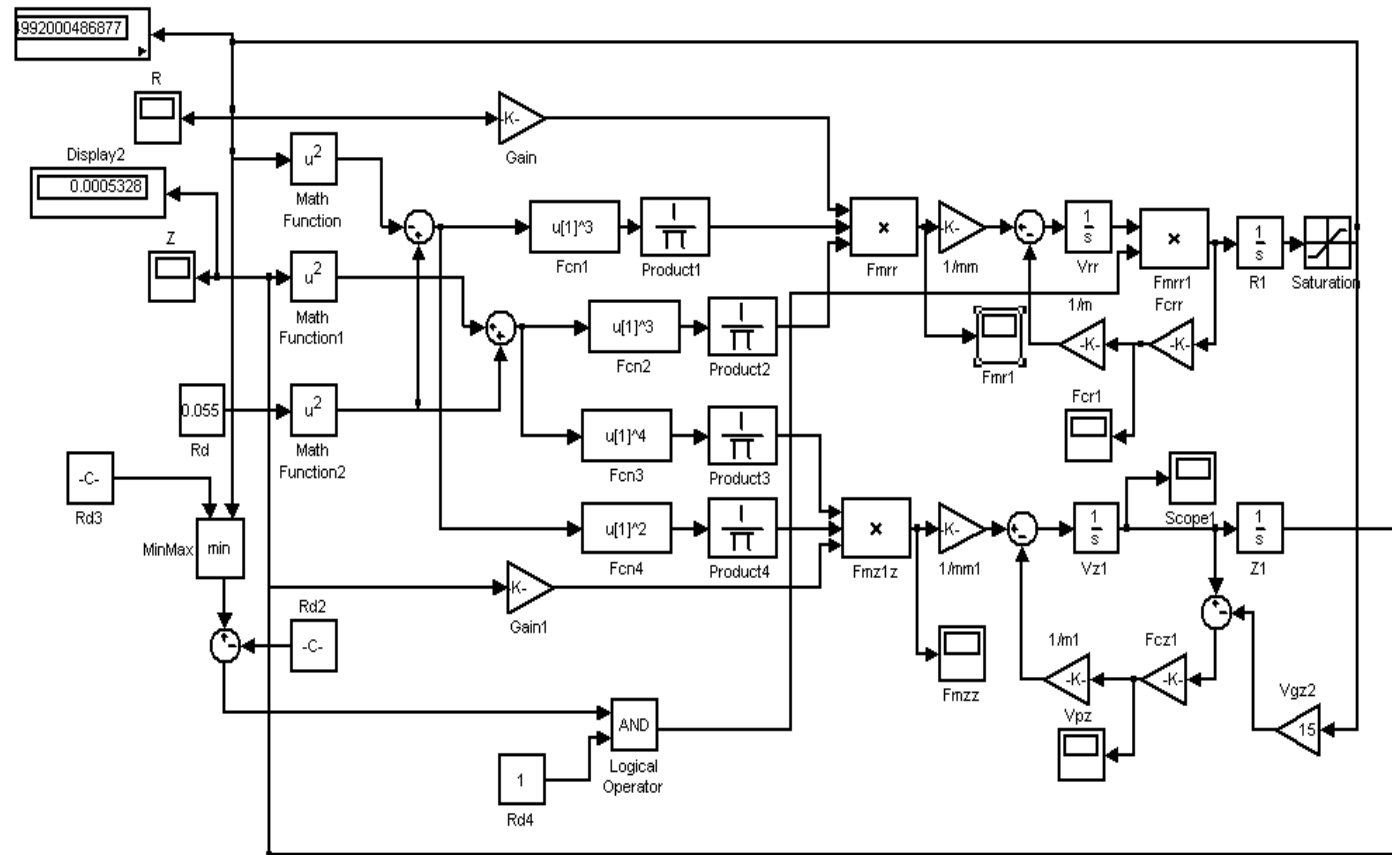 4992000486877
R
-K-
Gain
Display2
0.0005328
u²
Math
Function
Z
u[1]^3
Fcn1
Product1
×
Fmrr
-K-
1/mm
1
s
Vrr
×
Fmrr1
Fcrr
1
s
R1
Saturation
u²
Math
Function1
1/m
-K-
-K-
Fmr1
u[1]^3
Fcn2
Product2
Fcr1
0.055
Rd
u²
Math
Function2
u[1]^4
Fcn3
Product3
-C-
Rd3
Scope1
min
MinMax
u[1]^2
Fcn4
Product4
×
Fmz1z
-K-
1/mm1
1
s
Vz1
1
s
Z1
-K-
Gain1
Rd2
-C-
Fmzz
1/m1
-K-
Fcz1
-K-
Vpz
Vgz2
15
AND
Logical
Operator
1
Rd4